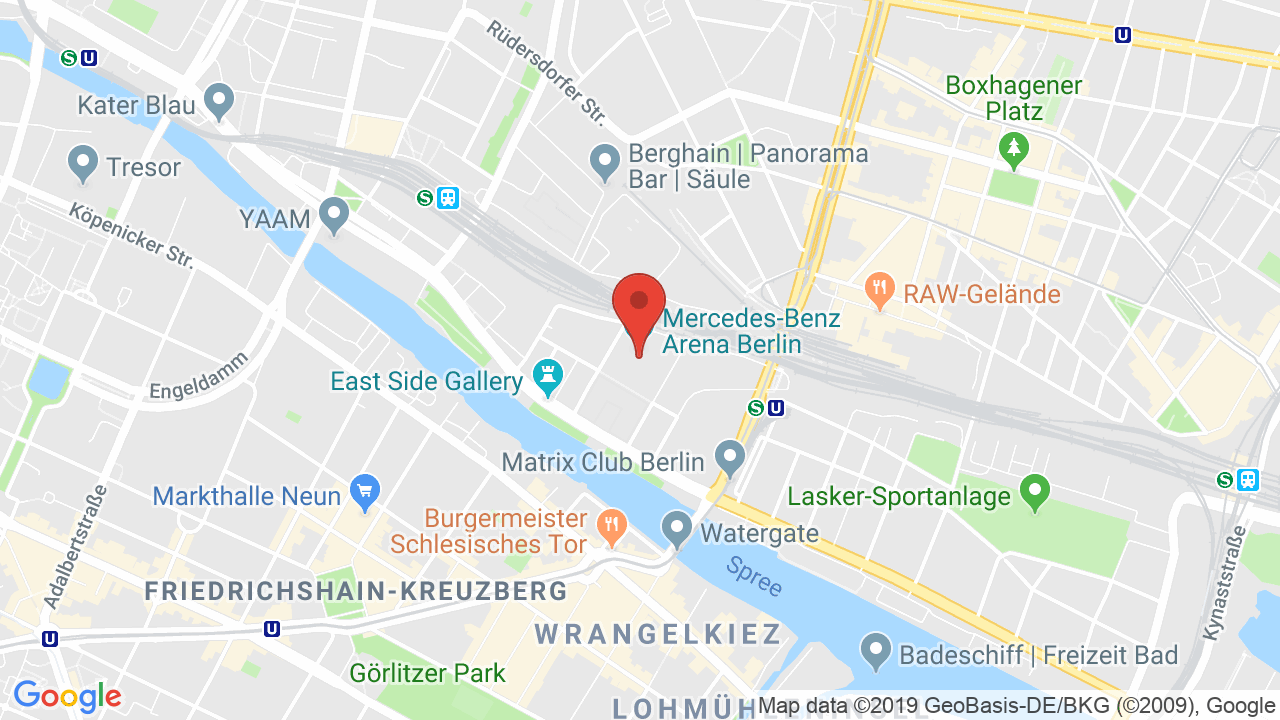 Rüdersdorfer Str.
Boxhagener
Platz
Kater Blau
Tresor
Berghain | Panorama
Bar | Säule
Köpenicker Str.
YAAM
RAW-Gelände
Mercedes-Benz
Arena Berlin
East Side Gallery
Engeldamm
Matrix Club Berlin
Markthalle Neun
Lasker-Sportanlage
Burgermeister
Schlesisches Tor
Watergate
Adalbertstraße
Spree
Kynaststraße
FRIEDRICHSHAIN-KREUZBERG
WRANGELKIEZ
Badeschiff | Freizeit Bad
Görlitzer Park
Google
Map data ©2019 GeoBasis-DE/BKG (©2009), Google
S
U
U
S
S
U
S
U
U